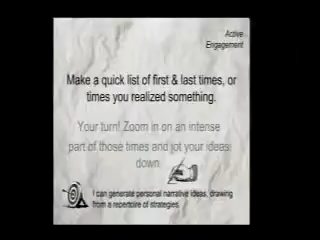 Active
Engagement
Make a quick list of first & last times, or
times you realized something.
Your turn! Zoom in on an intense
part of those times and jot your ideas
down.
I can generate personal narrative ideas, drawing
from a repertoire of strategies.